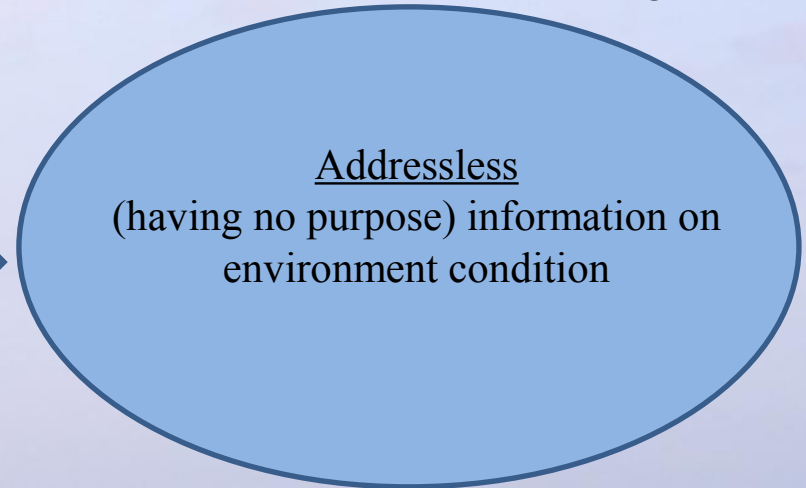 Addressless
(having no purpose) information on
environment condition